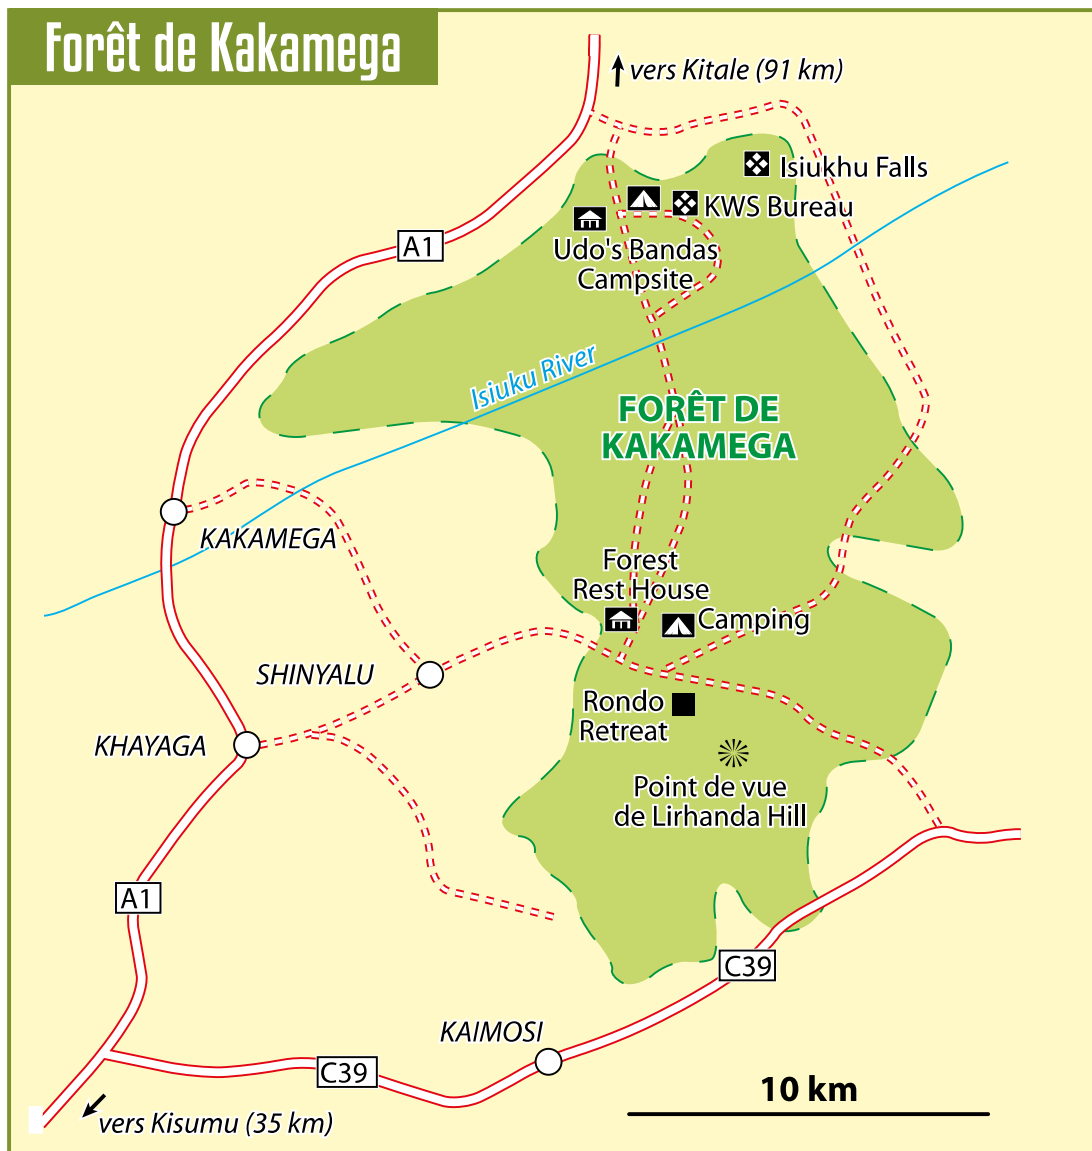 Forêt de Kakamega
vers Kitale (91 km)
Isiukhu Falls
KWS Bureau
A1
Udo's Bandas
Campsite
Isiuku River
FORÊT DE
KAKAMEGA
KAKAMEGA
Forest
Rest House
Camping
SHINYALU
Rondo
Retreat
KHAYAGA
Point de vue
de Lirhanda Hill
A1
C39
KAIMOSI
C39
10 km
vers Kisumu (35 km)